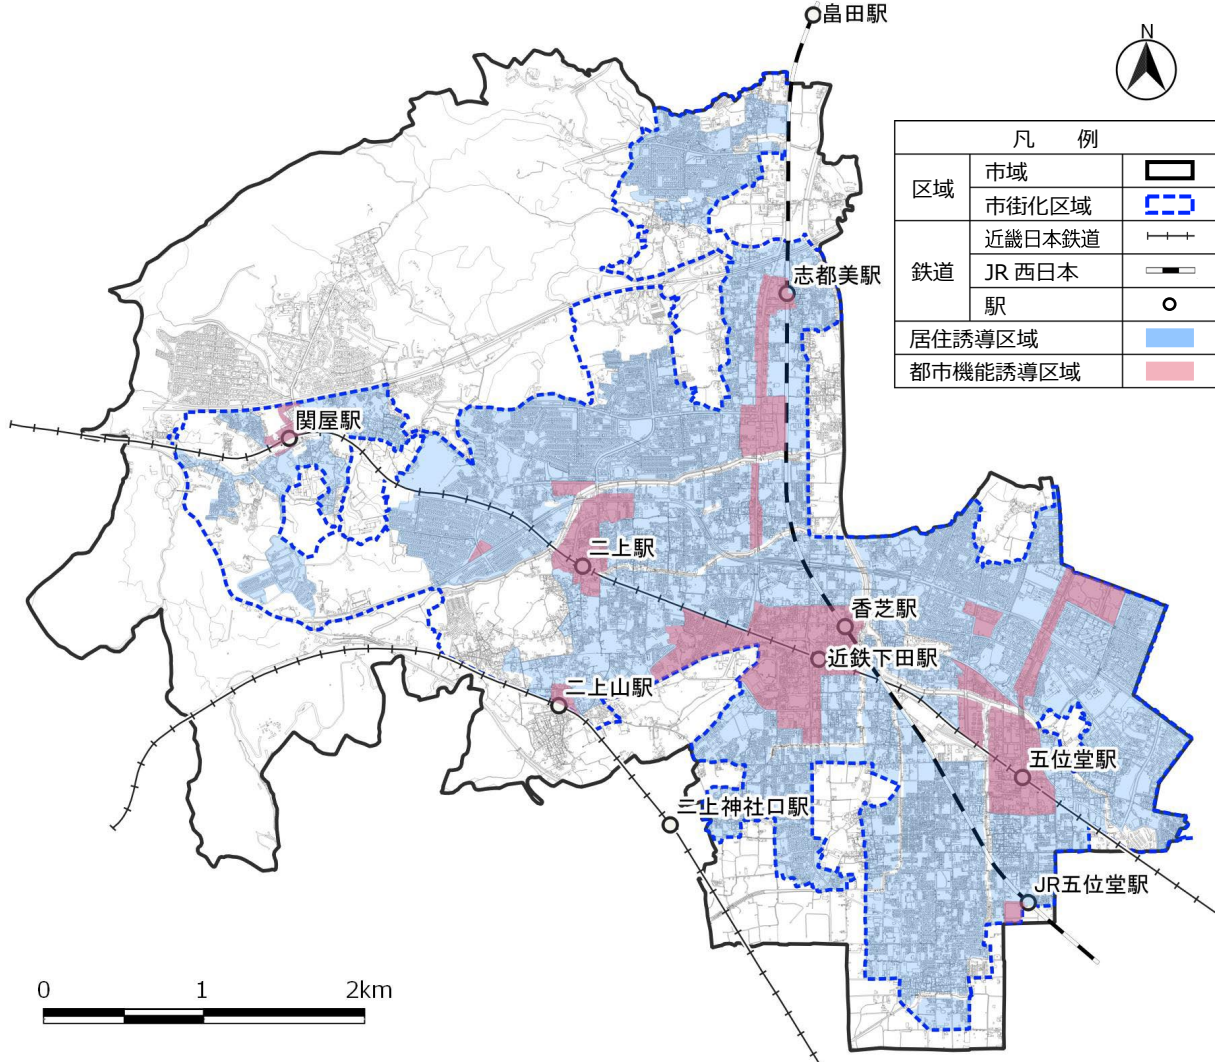 畠田駅
N
凡　例
区域
市域
市街化区域
鉄道
近畿日本鉄道
JR 西日本
駅
居住誘導区域
都市機能誘導区域
志都美駅
関屋駅
二上駅
香芝駅
近鉄下田駅
二上山駅
五位堂駅
二上神社口駅
JR五位堂駅
0 1 2km